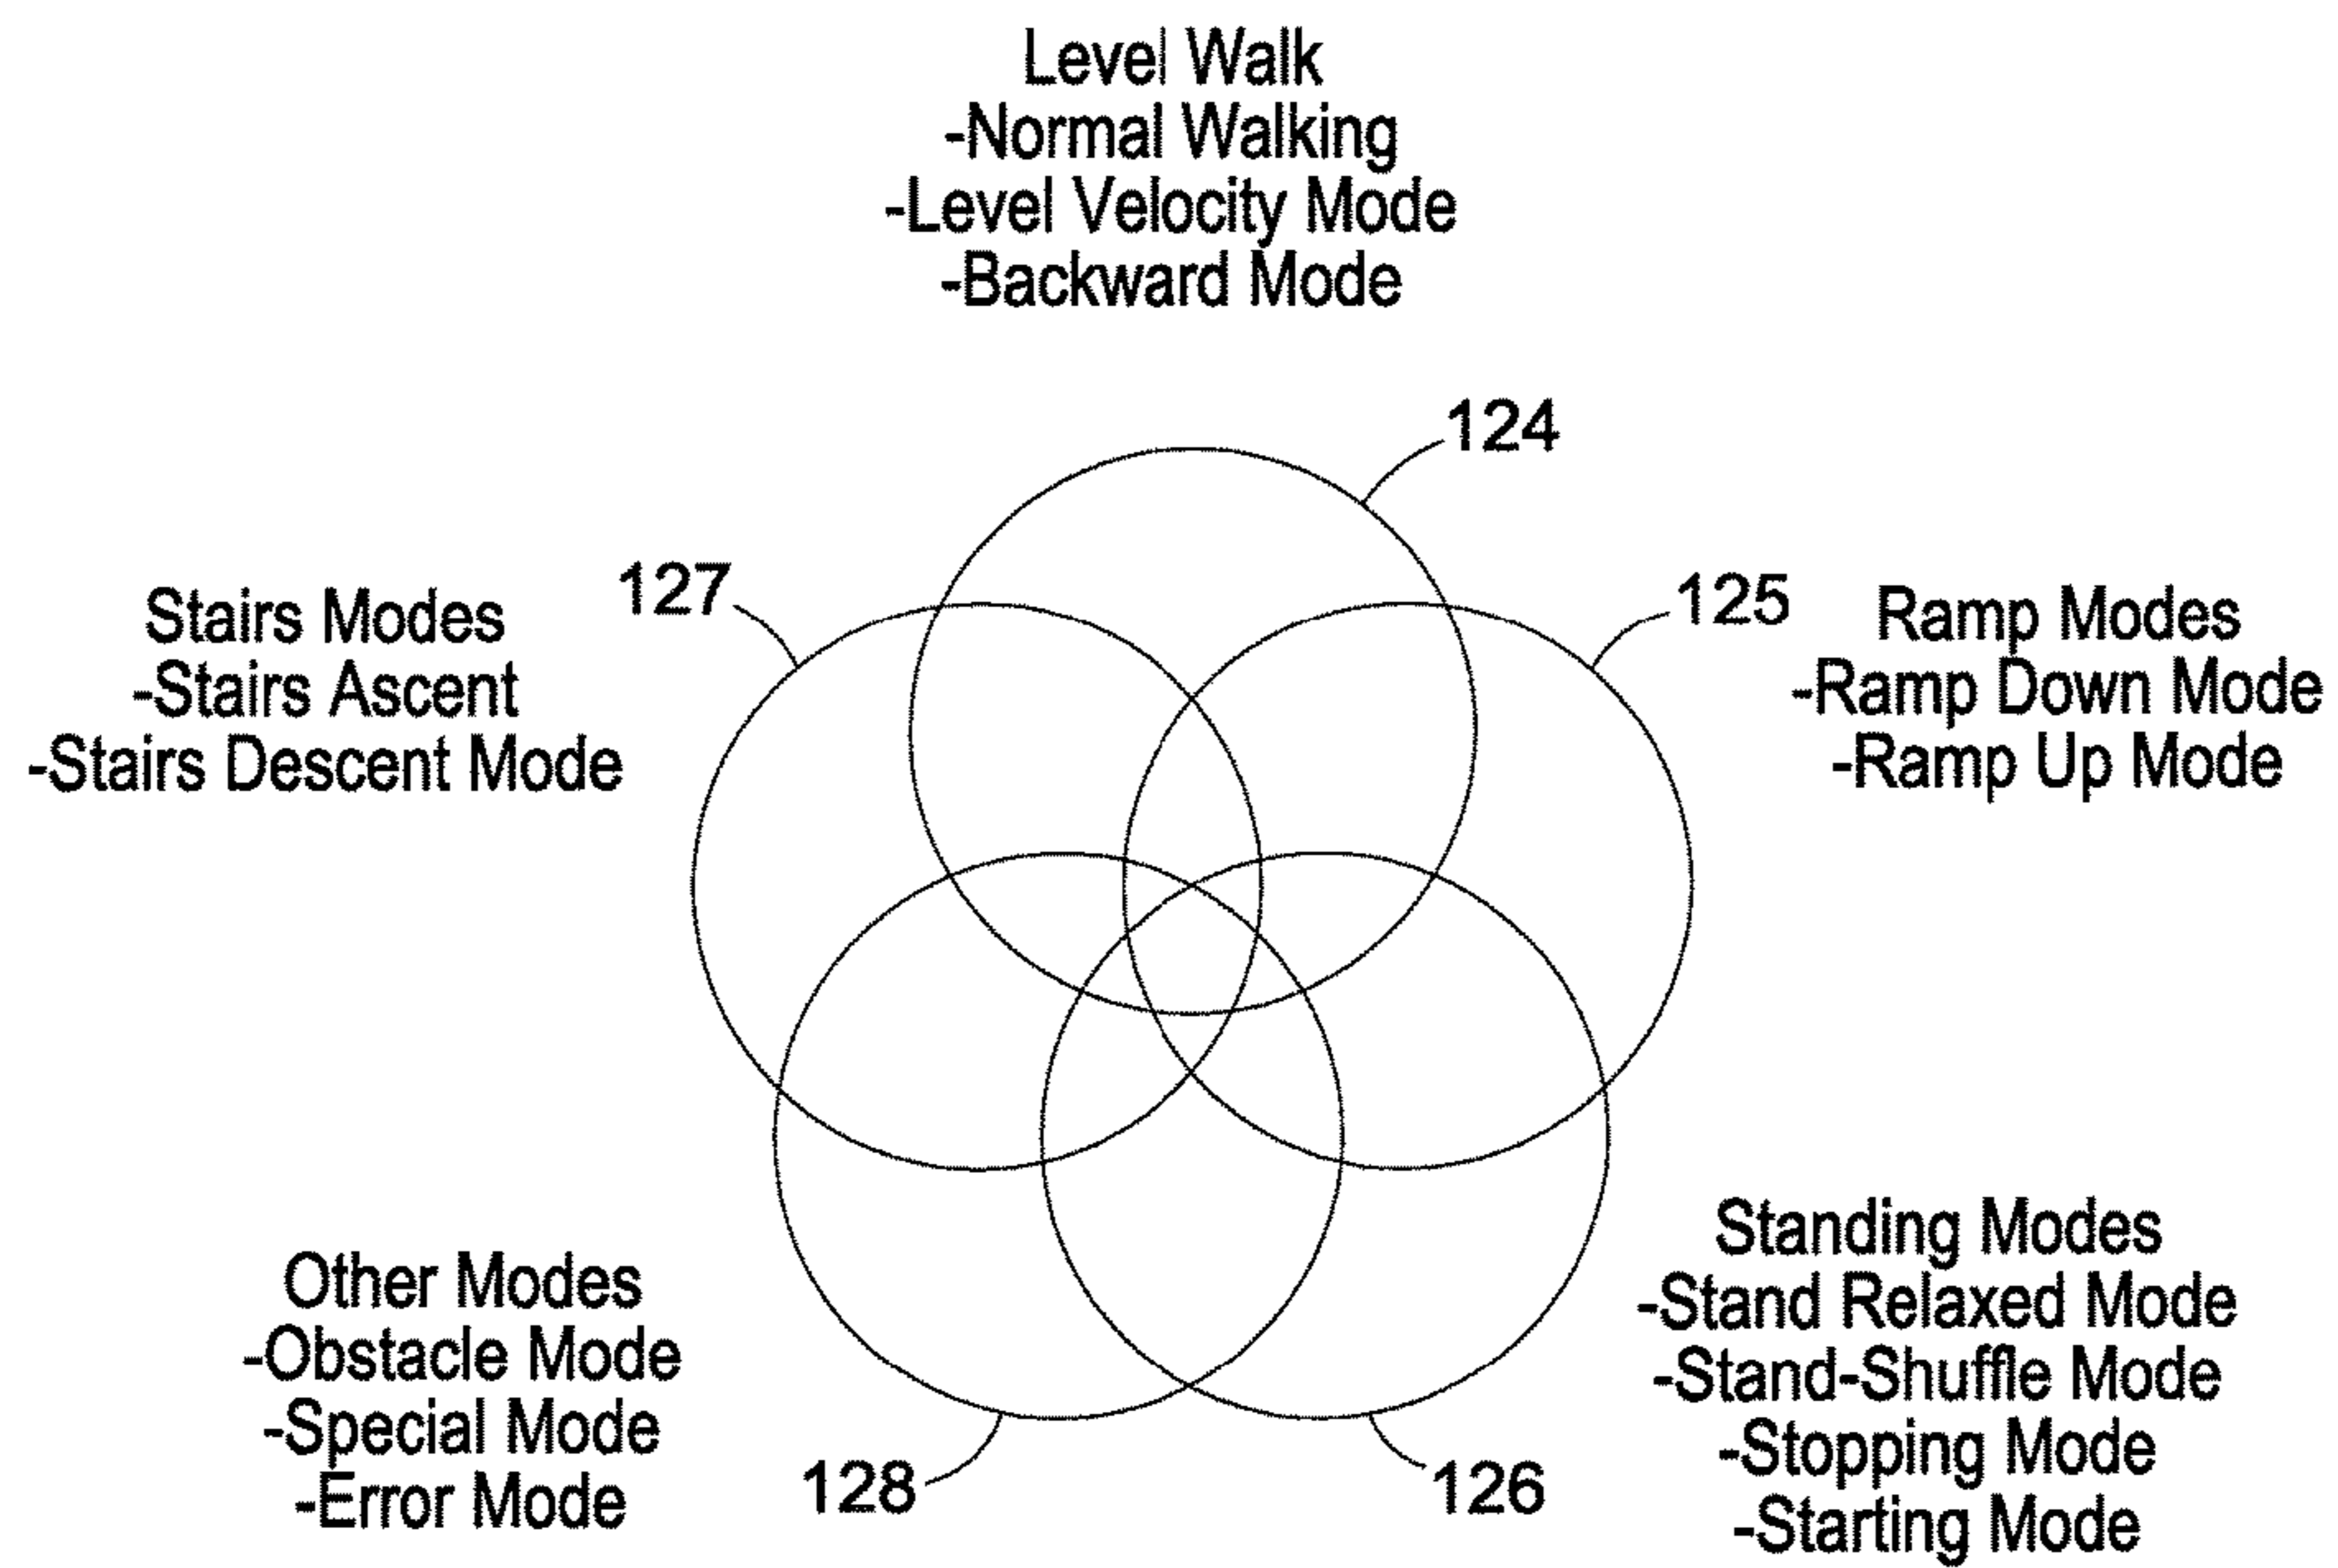 Level Walk
-Normal Walking
-Level Velocity Mode
-Backward Mode
124
127
125
Stairs Modes
-Stairs Ascent
-Stairs Descent Mode
Ramp Modes
-Ramp Down Mode
-Ramp Up Mode
Other Modes
-Obstacle Mode
-Special Mode
-Error Mode
128
126
Standing Modes
-Stand Relaxed Mode
-Stand-Shuffle Mode
-Stopping Mode
-Starting Mode